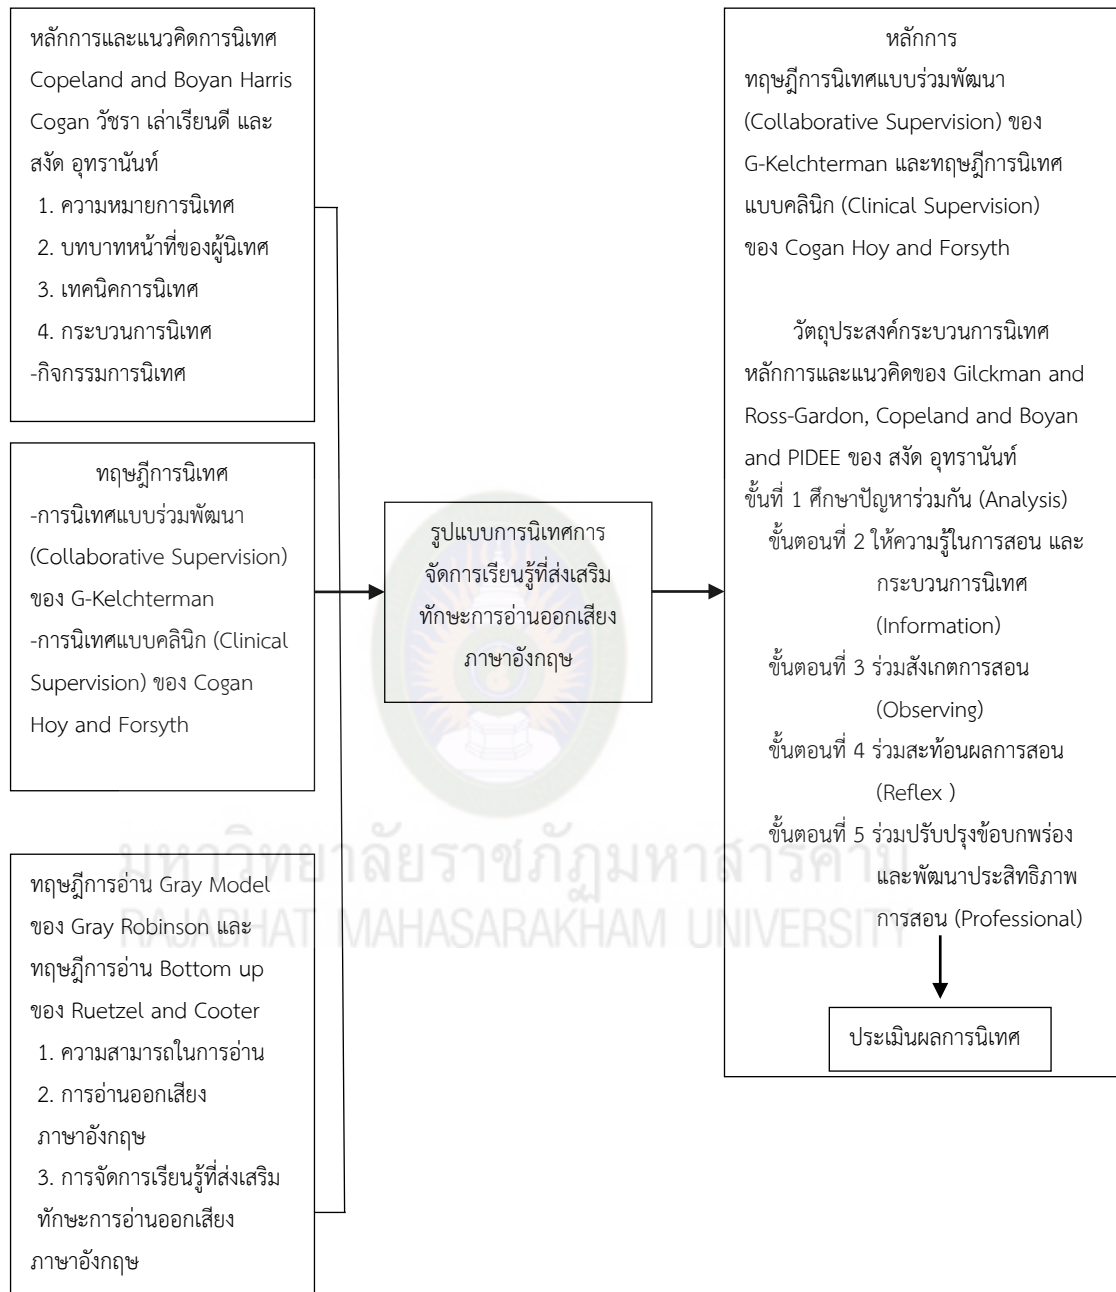 หลักการและแนวคิดการนิเทศ
Copeland and Boyan Harris
Cogan วัชรา เล่าเรียนดี และ
สงัด อุทรานันท์
1. ความหมายการนิเทศ
2. บทบาทหน้าที่ของผู้นิเทศ
3. เทคนิคการนิเทศ
4. กระบวนการนิเทศ
-กิจกรรมการนิเทศ
ทฤษฎีการนิเทศ
-การนิเทศแบบร่วมพัฒนา
(Collaborative Supervision)
ของ G-Kelchterman
-การนิเทศแบบคลินิก (Clinical
Supervision) ของ Cogan
Hoy and Forsyth
ทฤษฎีการอ่าน Gray Model
ของ Gray Robinson และ
ทฤษฎีการอ่าน Bottom up
ของ Ruetzel and Cooter
1. ความสามารถในการอ่าน
2. การอ่านออกเสียง
ภาษาอังกฤษ
3. การจัดการเรียนรู้ที่ส่งเสริม
ทักษะการอ่านออกเสียง
ภาษาอังกฤษ
รูปแบบการนิเทศการ
จัดการเรียนรู้ที่ส่งเสริม
ทักษะการอ่านออกเสียง
ภาษาอังกฤษ
หลักการ
ทฤษฎีการนิเทศแบบร่วมพัฒนา
(Collaborative Supervision) ของ
G-Kelchterman และทฤษฎีการนิเทศ
แบบคลินิก (Clinical Supervision)
ของ Cogan Hoy and Forsyth
วัตถุประสงค์กระบวนการนิเทศ
หลักการและแนวคิดของ Gilckman and
Ross-Gardon, Copeland and Boyan
and PIDEE ของ สงัด อุทรานันท์
ขั้นที่ 1 ศึกษาปัญหาร่วมกัน (Analysis)
ขั้นตอนที่ 2 ให้ความรู้ในการสอน และ
กระบวนการนิเทศ
(Information)
ขั้นตอนที่ 3 ร่วมสังเกตการสอน
(Observing)
ขั้นตอนที่ 4 ร่วมสะท้อนผลการสอน
(Reflex )
ขั้นตอนที่ 5 ร่วมปรับปรุงข้อบกพร่อง
และพัฒนาประสิทธิภาพ
การสอน (Professional)
ประเมินผลการนิเทศ
มหาวิทยาลัยราชภัฏมหาสารคาม
RAJABHAT MAHASARAKHAM UNIVERSITY